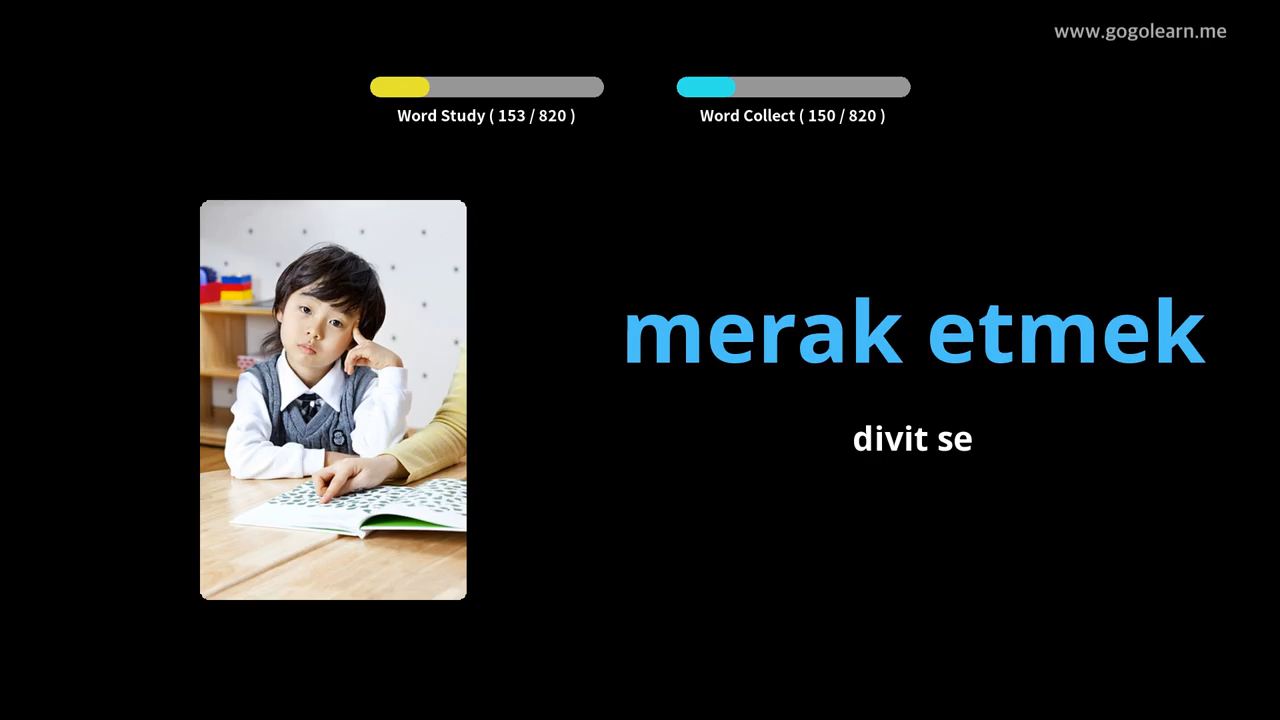 www.gogolearn.me
Word Study ( 153 / 820 )
Word Collect ( 150 / 820 )
merak etmek
divit se